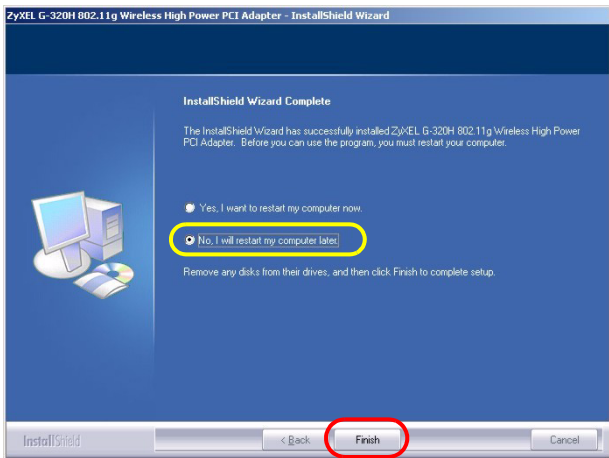 ZyXEL G-320H 802.11g Wireless High Power PCI Adapter - InstallShield Wizard
InstallShield Wizard Complete
The InstallShield Wizard has successfully installed ZyXEL G-320H 802.11g Wireless High Power
PCI Adapter. Before you can use the program, you must restart your computer.
Yes, I want to restart my computer now.
No, I will restart my computer later.
Remove any disks from their drives, and then click Finish to complete setup.
InstallShield
< Back
Finish
Cancel